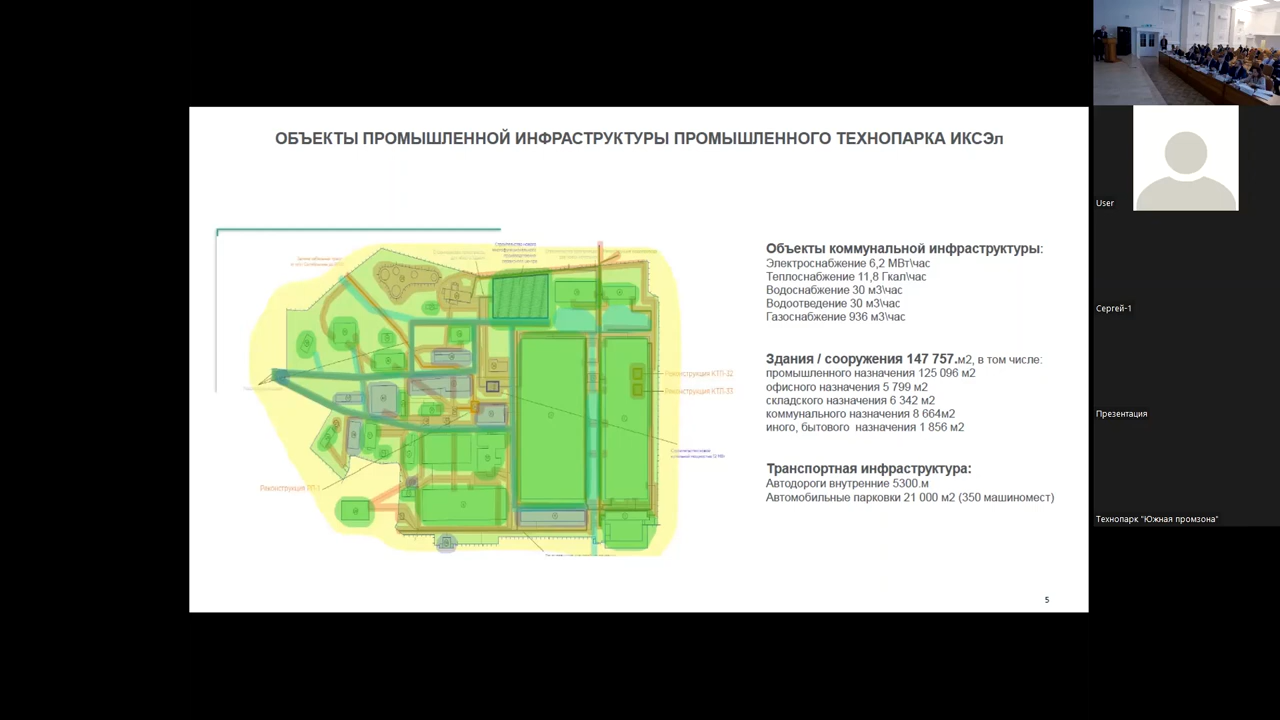 ОБЪЕКТЫ ПРОМЫШЛЕННОЙ ИНФРАСТРУКТУРЫ ПРОМЫШЛЕННОГО ТЕХНОПАРКА ИКСЭл
Реконструкция КТП-32
Реконструкция КТП-33
Реконструкция ТП-1
Объекты коммунальной инфраструктуры:
Электроснабжение 6,2 МВт\час
Теплоснабжение 11,8 Гкал\час
Водоснабжение 30 м3\час
Водоотведение 30 м3\час
Газоснабжение 936 м3\час
Здания / сооружения 147 757.м2, в том числе:
промышленного назначения 125 096 м2
офисного назначения 5 799 м2
складского назначения 6 342 м2
коммунального назначения 8 664м2
иного, бытового назначения 1 856 м2
Транспортная инфраструктура:
Автодороги внутренние 5300.м
Автомобильные парковки 21 000 м2 (350 машиномест)
5
User
Сергей-1
Презентация
Технопарк "Южная промзона"